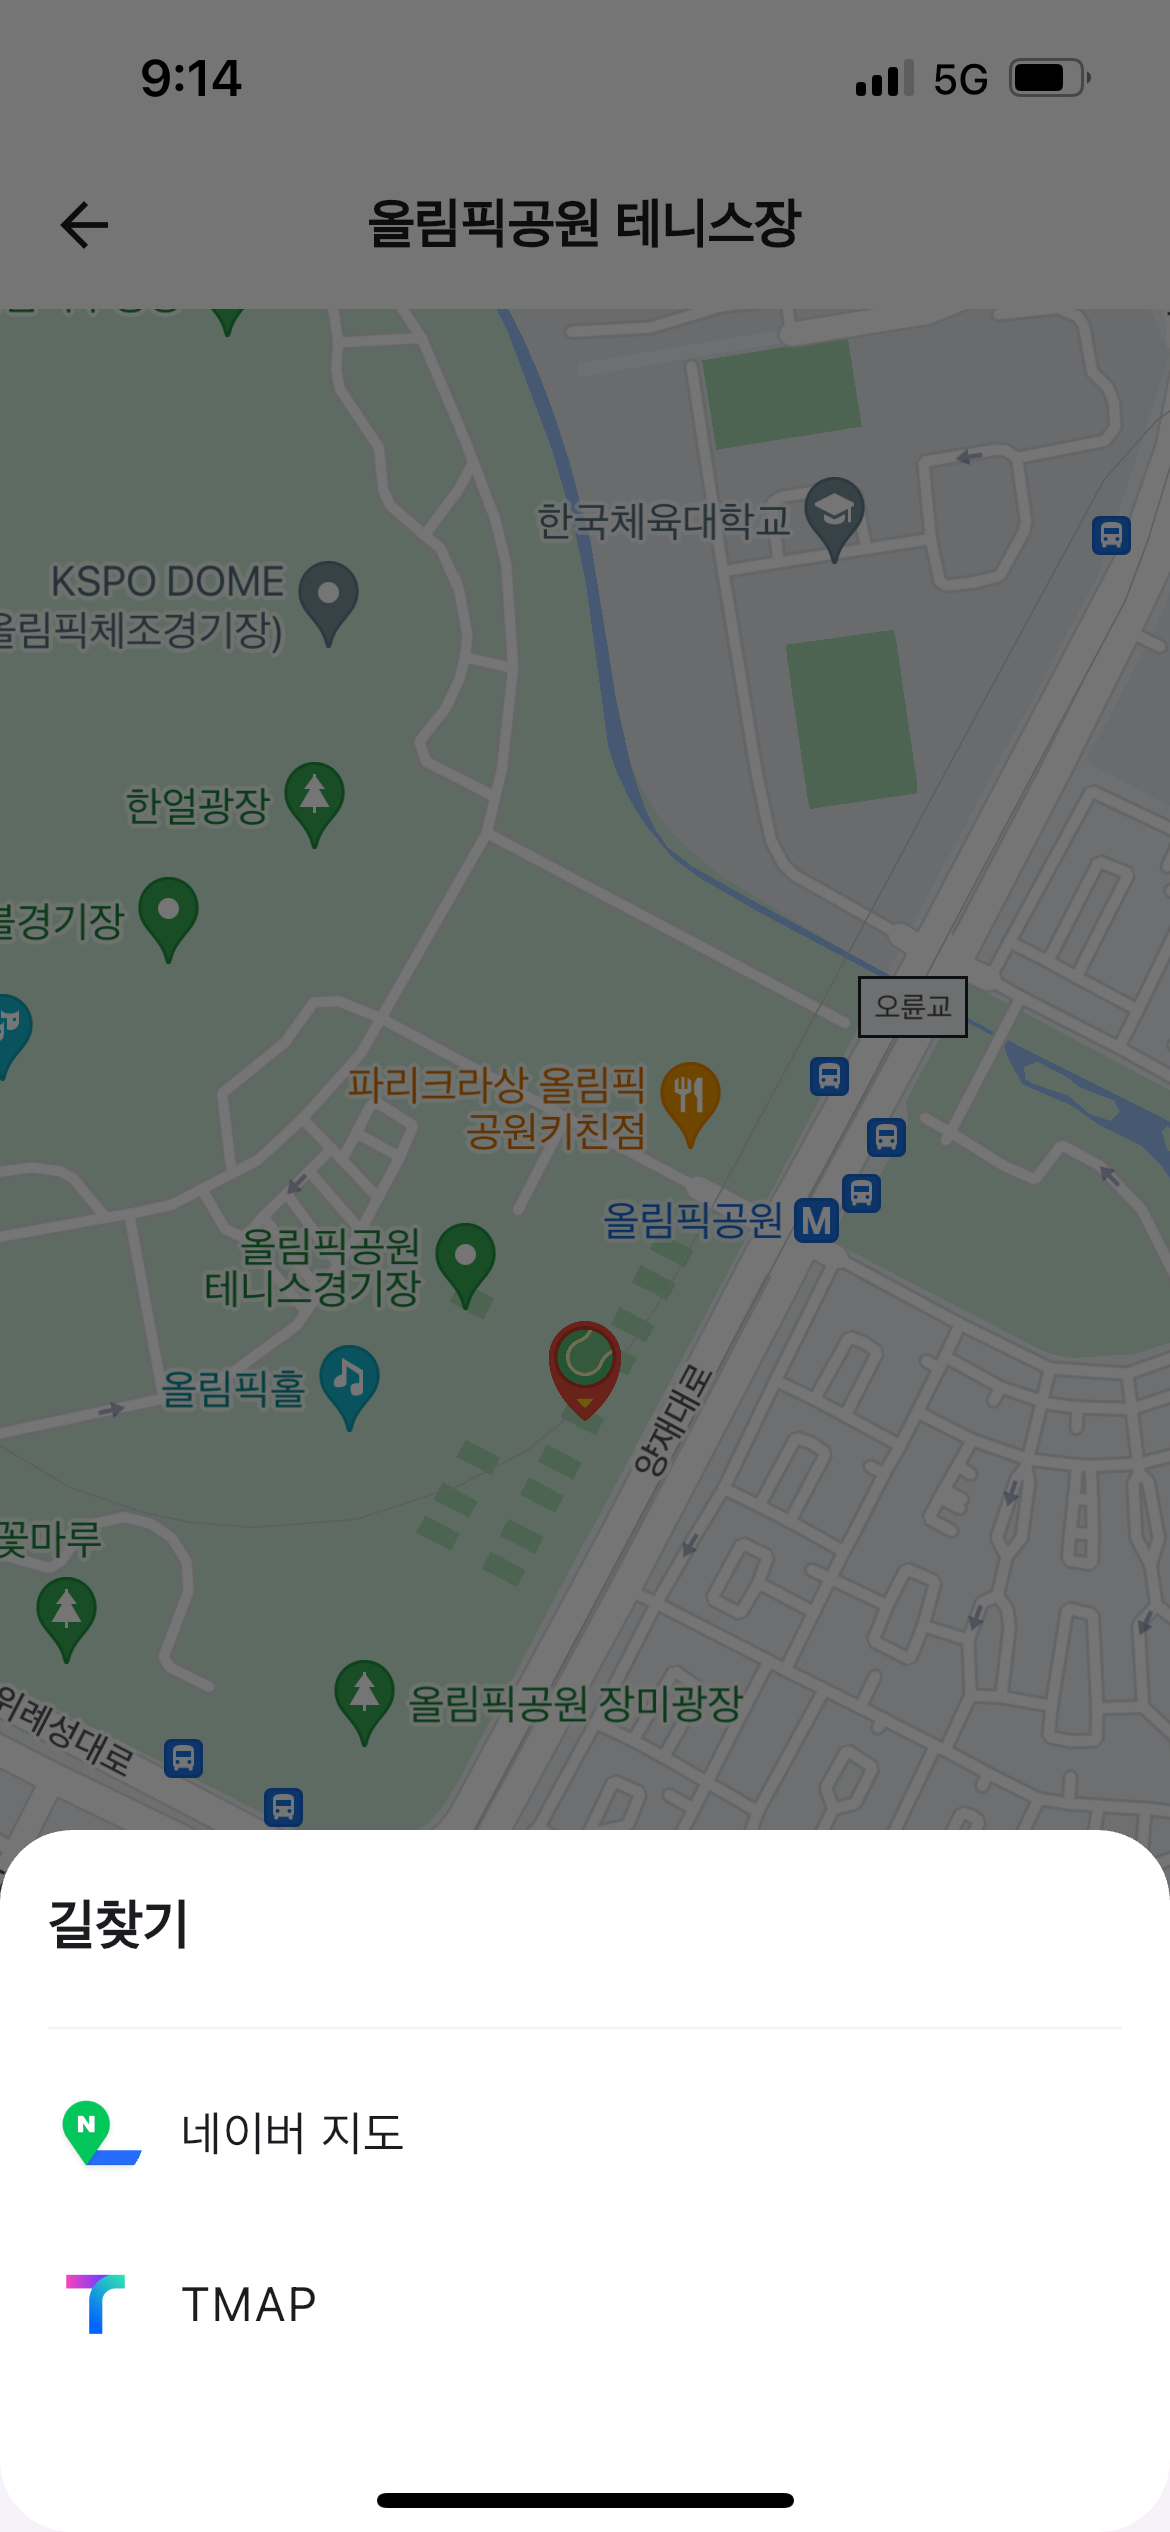 9:14
5G
올림픽공원 테니스장
한국체육대학교
KSPO DOME
올림픽체조경기장)
한얼광장
경기장
오륜교
파리크라상 올림픽
공원키친점
올림픽공원
M
올림픽공원
테니스경기장
올림픽홀
양재대로
꽃마루
올림픽공원 장미광장
위례성대로
길찾기
N
네이버 지도
TMAP